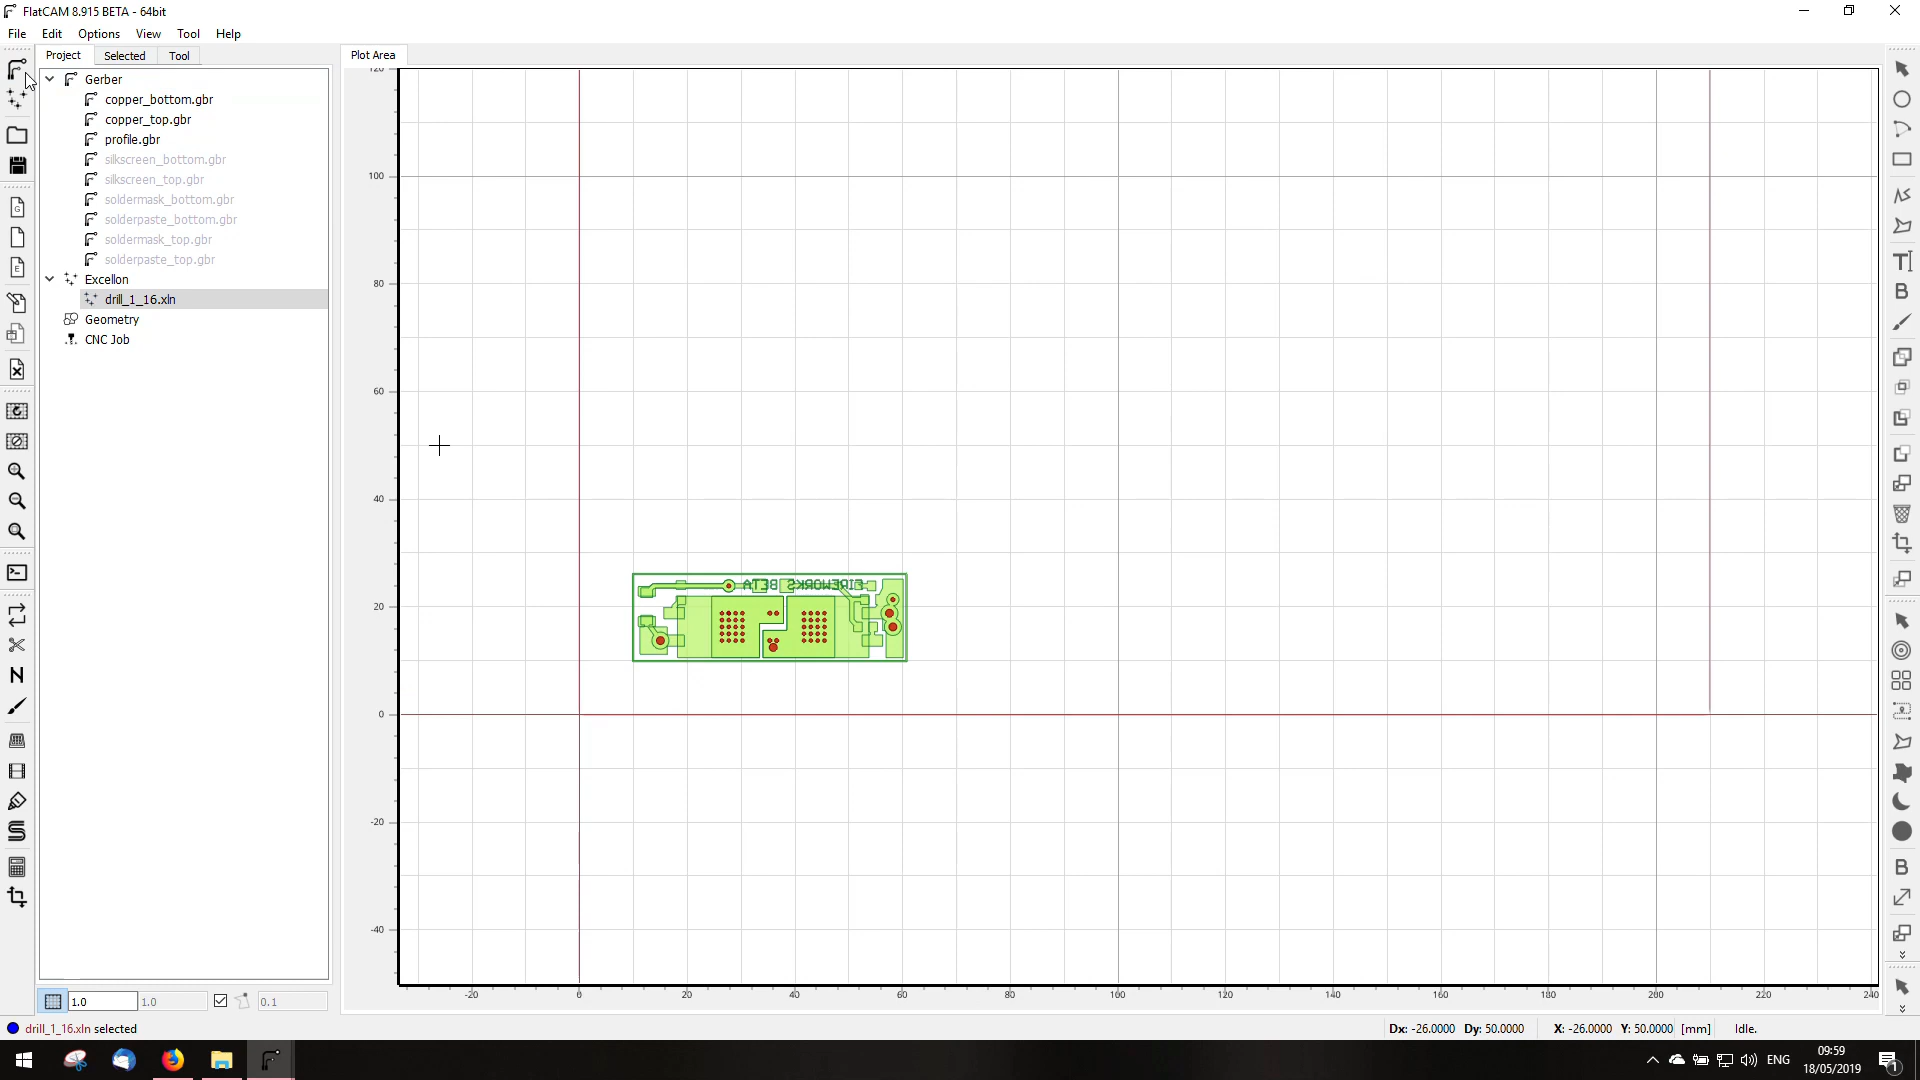 FlatCAM 8.915 BETA - 64bit
File Edit Options View Tool Help
Project Selected Tool Plot Area
Gerber
copper_bottom.gbr
copper_top.gbr
profile.gbr
silkscreen_bottom.gbr
silkscreen_top.gbr
soldermask_bottom.gbr
solderpaste_bottom.gbr
soldermask_top.gbr
solderpaste_top.gbr
Excellon
drill_1_16.xln
Geometry
CNC Job
G
E
N
T
B
B
120
100
80
60
40
20
0
-20
-40
FIREWORKS BETA
-20 0 20 40 60 80 100 120 140 160 180 200 220 240
1.0 1.0 0.1
drill_1_16.xln selected Dx: -26.0000 Dy: 50.0000 X: -26.0000 Y: 50.0000 [mm] Idle.
ENG 09:59
18/05/2019
1